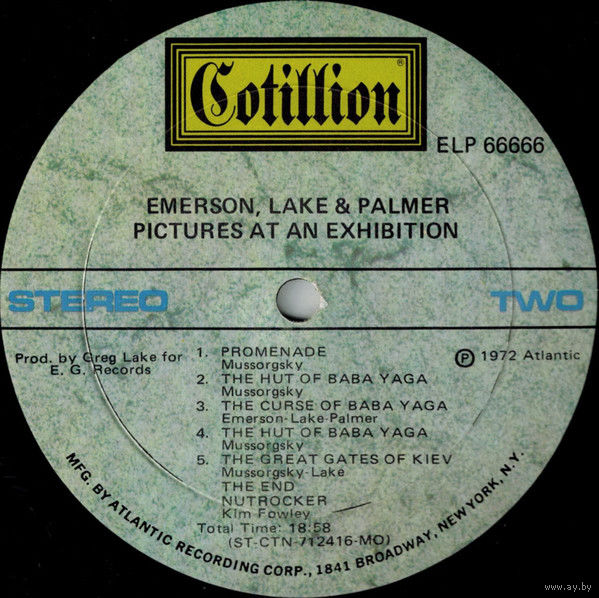 Cotillion®
ELP 66666
EMERSON, LAKE & PALMER
PICTURES AT AN EXHIBITION
STEREO
TWO
Prod. by Greg Lake for
E. G. Records
℗ 1972 Atlantic
1. PROMENADE
Mussorgsky
2. THE HUT OF BABA YAGA
Mussorgsky
3. THE CURSE OF BABA YAGA
Emerson-Lake-Palmer
4. THE HUT OF BABA YAGA
Mussorgsky
5. THE GREAT GATES OF KIEV
Mussorgsky-Lake
THE END
NUTROCKER
Kim Fowley
Total Time: 18:58
(ST-CTN-712416-MO)
MFG. BY ATLANTIC RECORDING CORP., 1841 BROADWAY, NEW YORK, N.Y.
www.ay.by